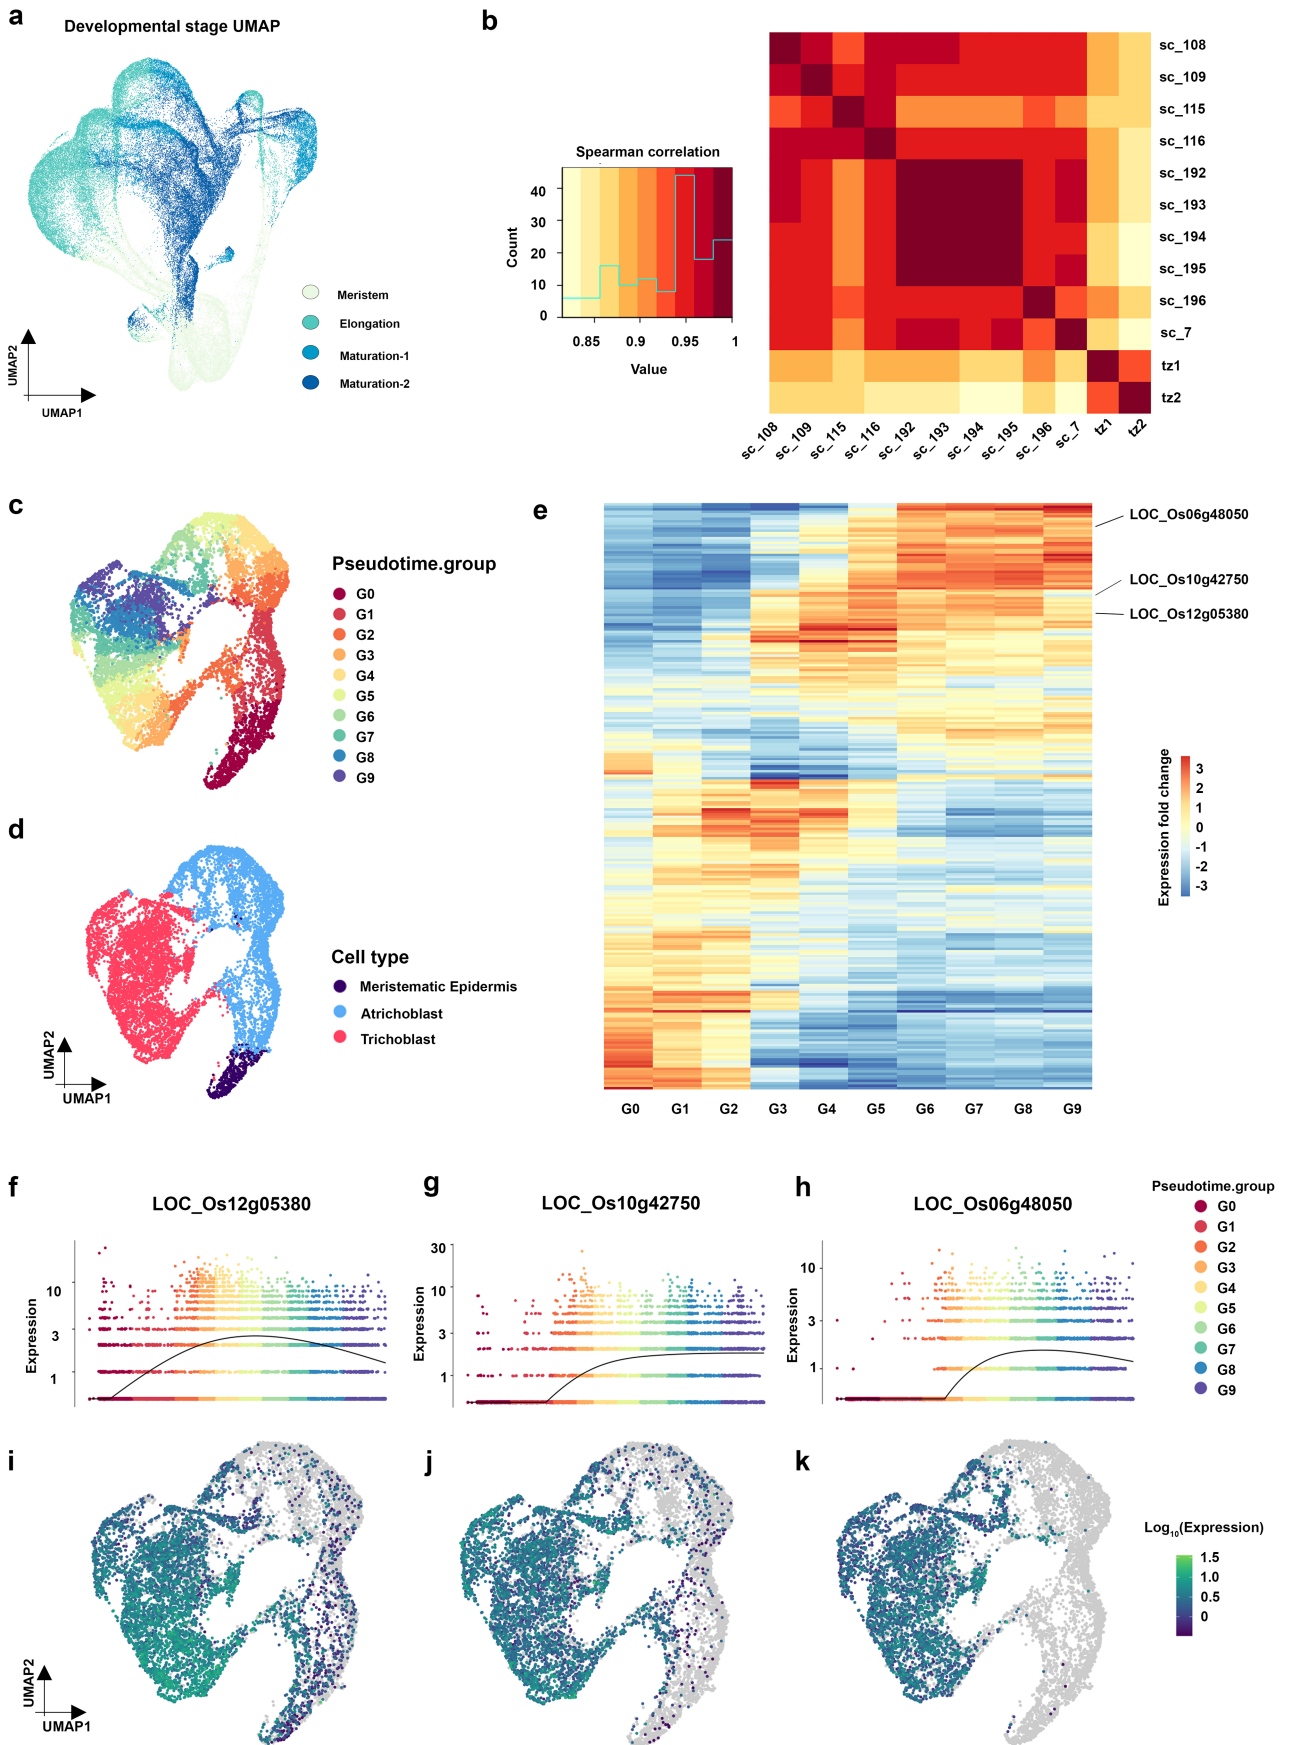 a
Developmental stage UMAP
Meristem
Elongation
Maturation-1
Maturation-2
UMAP2
UMAP1
b
Spearman correlation
Count
40
30
20
10
0
0.85
0.9
0.95
1
Value
sc_108
sc_109
sc_115
sc_116
sc_192
sc_193
sc_194
sc_195
sc_196
sc_7
tz1
tz2
sc_108
sc_109
sc_115
sc_116
sc_192
sc_193
sc_194
sc_195
sc_196
sc_7
tz1
tz2
c
Pseudotime.group
G0
G1
G2
G3
G4
G5
G6
G7
G8
G9
d
Cell type
Meristematic Epidermis
Atrichoblast
Trichoblast
UMAP2
UMAP1
e
LOC_Os06g48050
LOC_Os10g42750
LOC_Os12g05380
Expression fold change
3
2
1
0
-1
-2
-3
G0
G1
G2
G3
G4
G5
G6
G7
G8
G9
f
LOC_Os12g05380
Expression
10
3
1
g
LOC_Os10g42750
Expression
30
10
3
1
h
LOC_Os06g48050
Expression
10
3
1
Pseudotime.group
G0
G1
G2
G3
G4
G5
G6
G7
G8
G9
i
UMAP2
UMAP1
j
k
Log10(Expression)
1.5
1.0
0.5
0